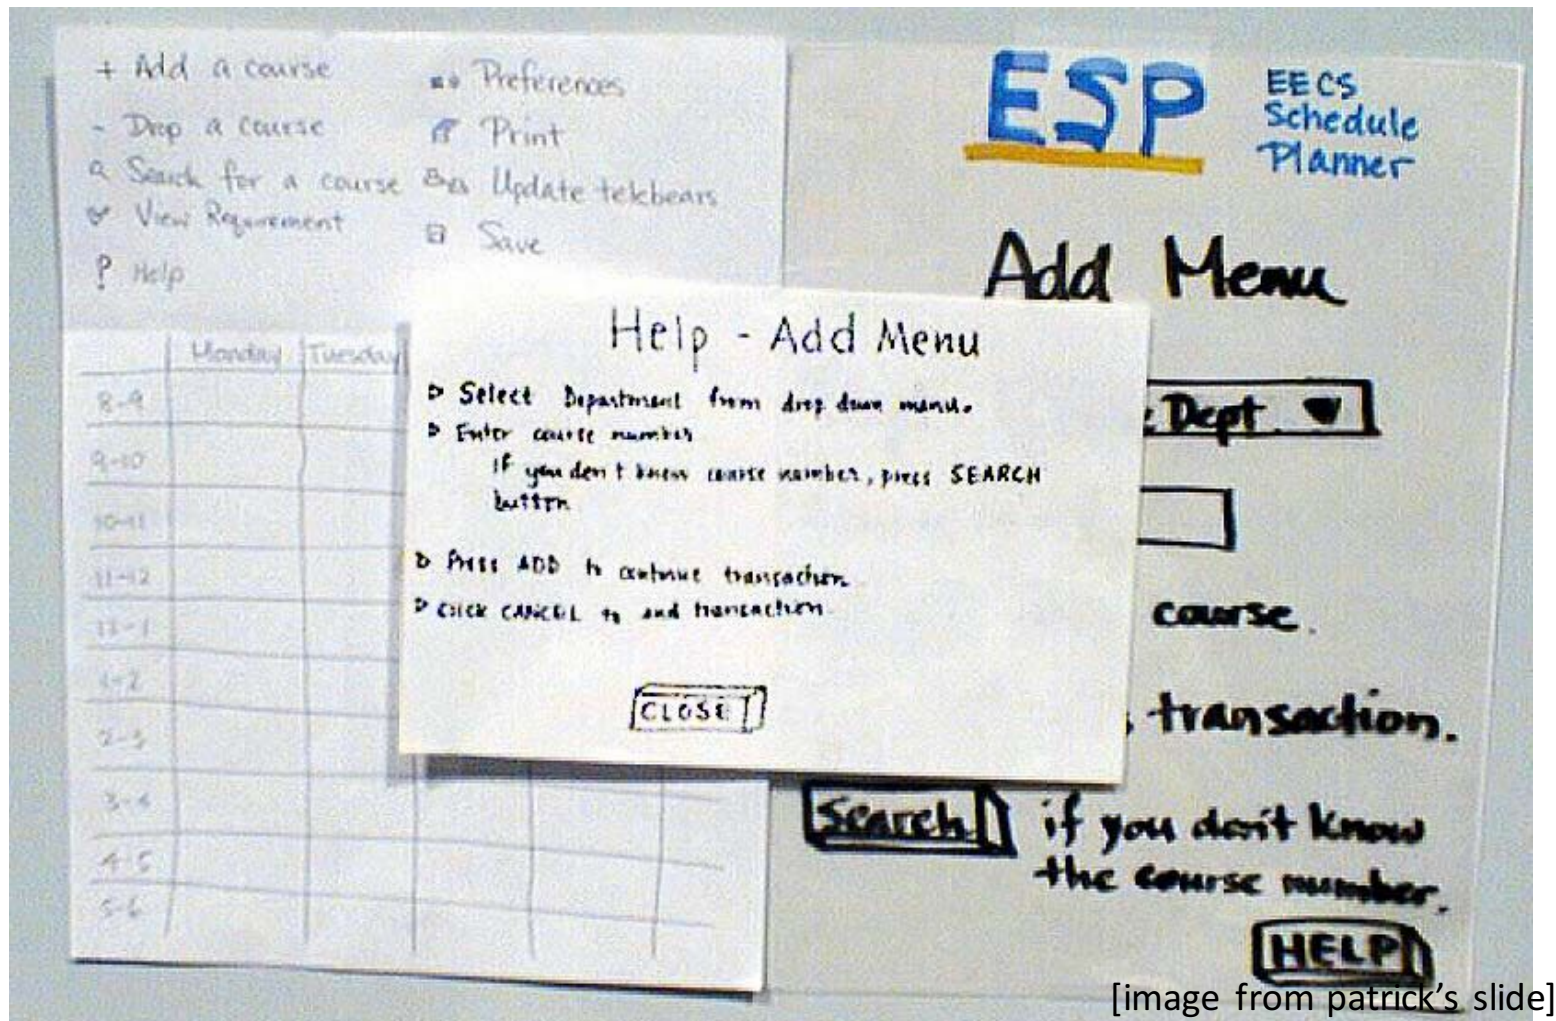 + Add a course
- Drop a course
Search for a course
View Requirement
? Help
Preferences
Print
Update telebears
Save
Monday Tuesday
8-9
9-10
10-11
11-12
12-1
1-2
2-3
3-4
4-5
5-6
ESP
EECS
Schedule
Planner
Add Menu
Help - Add Menu
Select Department from drop down menu.
Enter course number
If you don't know course number, press SEARCH
button
Press ADD to continue transaction
Click CANCEL to end transaction
CLOSE
Dept.
course.
transaction.
Search if you don't know
the course number.
HELP
[image from patrick's slide]